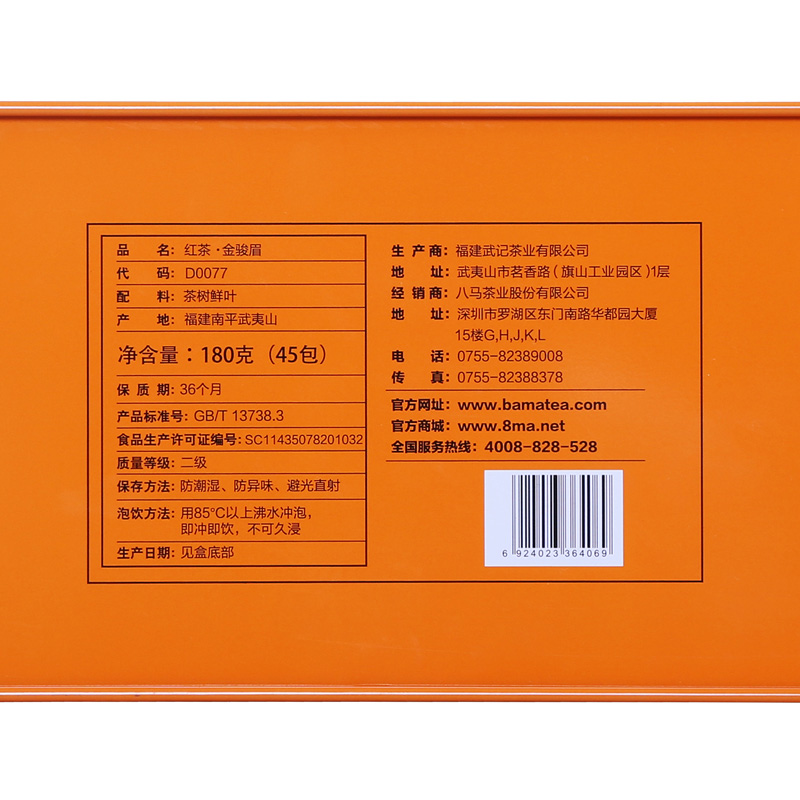 品名：红茶·金骏眉
代码：D0077
配料：茶树鲜叶
产地：福建南平武夷山
净含量：180克（45包）
保质期：36个月
产品标准号：GB/T 13738.3
食品生产许可证编号：SC11435078201032
质量等级：二级
保存方法：防潮湿、防异味、避光直射
泡饮方法：用85℃以上沸水冲泡，
即冲即饮，不可久浸
生产日期：见盒底部
生产商：福建武记茶业有限公司
地址：武夷山市茗香路（旗山工业园区）1层
经销商：八马茶业股份有限公司
地址：深圳市罗湖区东门南路华都园大厦
15楼G,H,J,K,L
电话：0755-82389008
传真：0755-82388378
官方网址：www.bamatea.com
官方商城：www.8ma.net
全国服务热线：4008-828-528
6 924023 364069